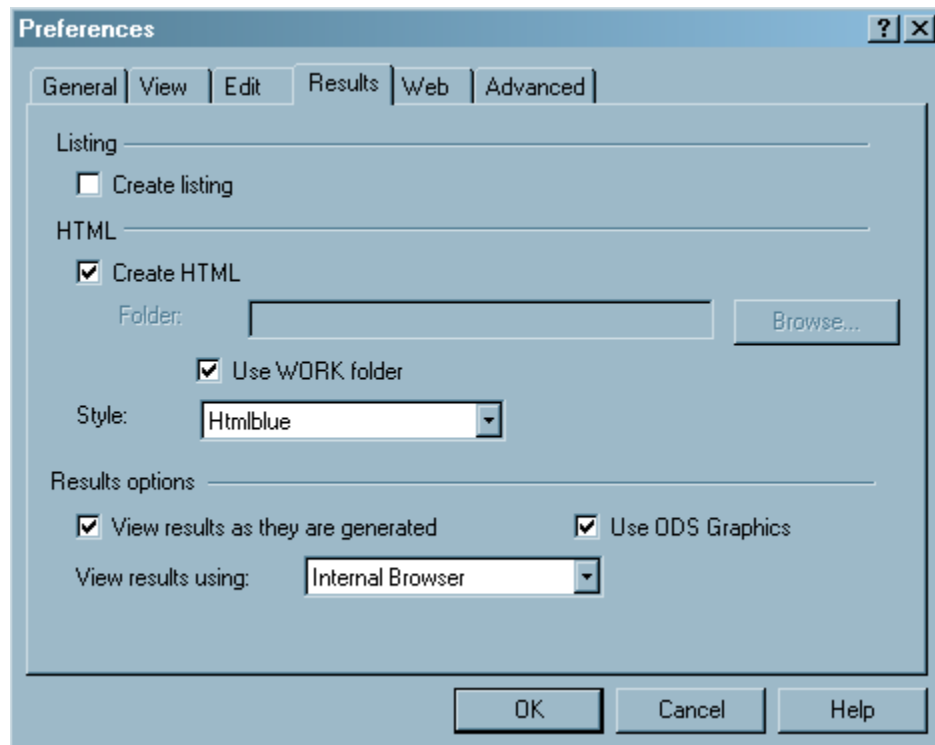 Preferences
General View Edit Results Web Advanced
Listing
Create listing
HTML
Create HTML
Folder: Browse...
Use WORK folder
Style: Htmlblue
Results options
View results as they are generated Use ODS Graphics
View results using: Internal Browser
OK Cancel Help